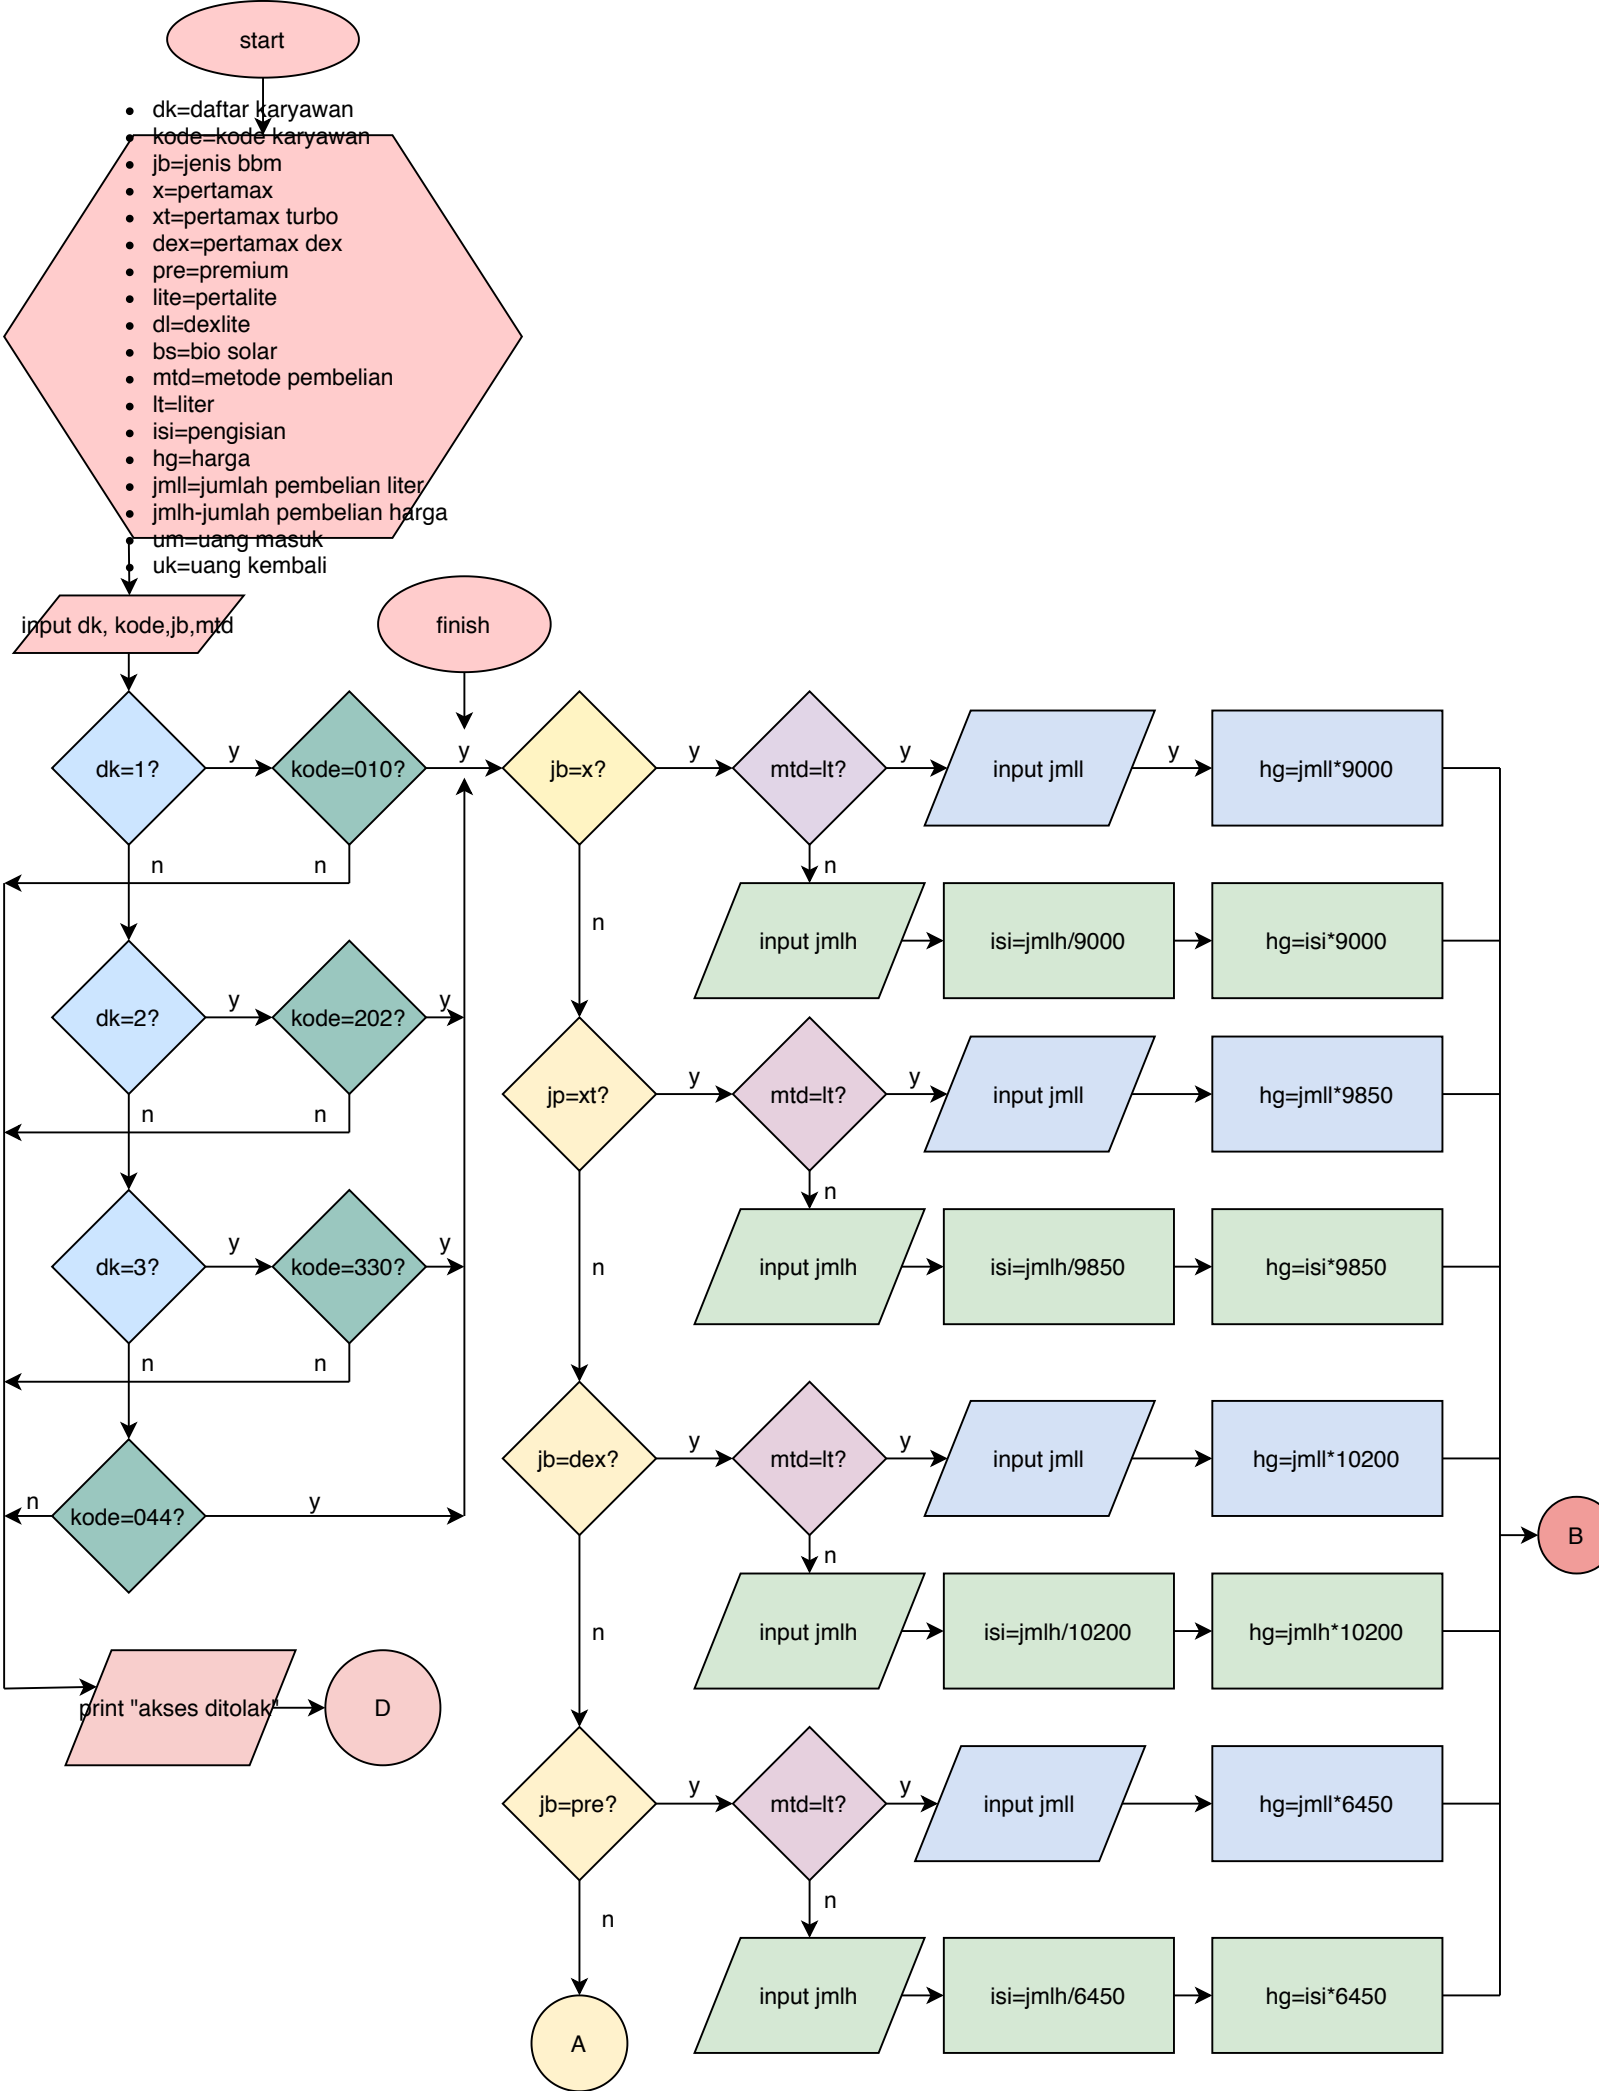 start
dk=daftar karyawan
kode=kode karyawan
jb=jenis bbm
x=pertamax
xt=pertamax turbo
dex=pertamax dex
pre=premium
lite=pertalite
dl=dexlite
bs=bio solar
mtd=metode pembelian
lt=liter
isi=pengisian
hg=harga
jmll=jumlah pembelian liter
jmlh-jumlah pembelian harga
um=uang masuk
uk=uang kembali
input dk, kode,jb,mtd
finish
dk=1?
y
kode=010?
y
jb=x?
y
mtd=lt?
y
input jmll
y
hg=jmll*9000
n
n
n
n
input jmlh
isi=jmlh/9000
hg=isi*9000
dk=2?
y
kode=202?
y
jp=xt?
y
mtd=lt?
y
input jmll
hg=jmll*9850
n
n
n
n
input jmlh
isi=jmlh/9850
hg=isi*9850
dk=3?
y
kode=330?
y
n
n
jb=dex?
y
mtd=lt?
y
input jmll
hg=jmll*10200
n
kode=044?
y
n
n
input jmlh
isi=jmlh/10200
hg=jmlh*10200
B
print "akses ditolak"
D
jb=pre?
y
mtd=lt?
y
input jmll
hg=jmll*6450
n
n
input jmlh
isi=jmlh/6450
hg=isi*6450
A